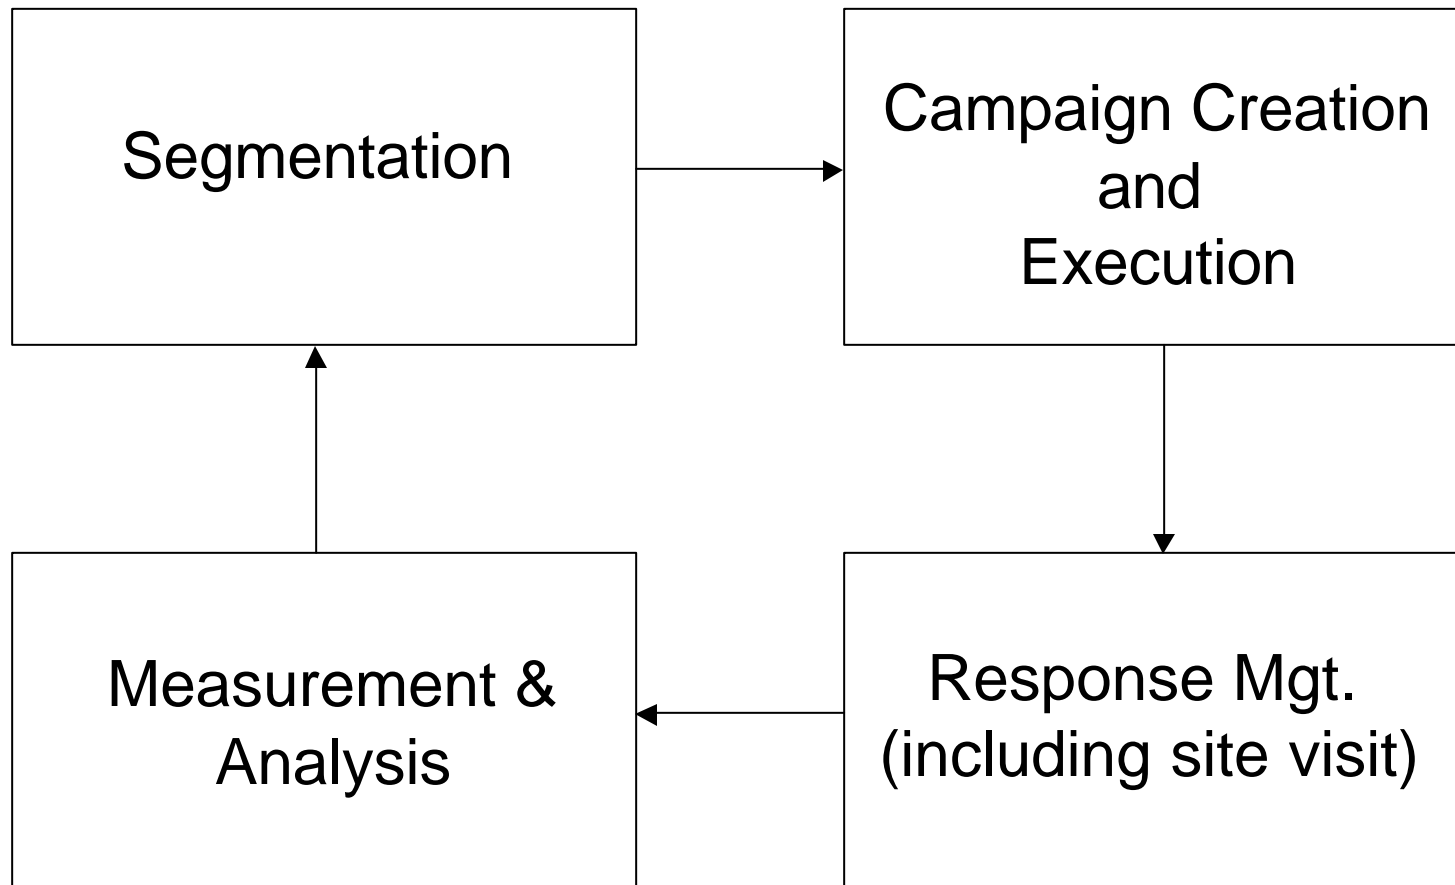 Segmentation
Campaign Creation
and
Execution
Measurement &
Analysis
Response Mgt.
(including site visit)